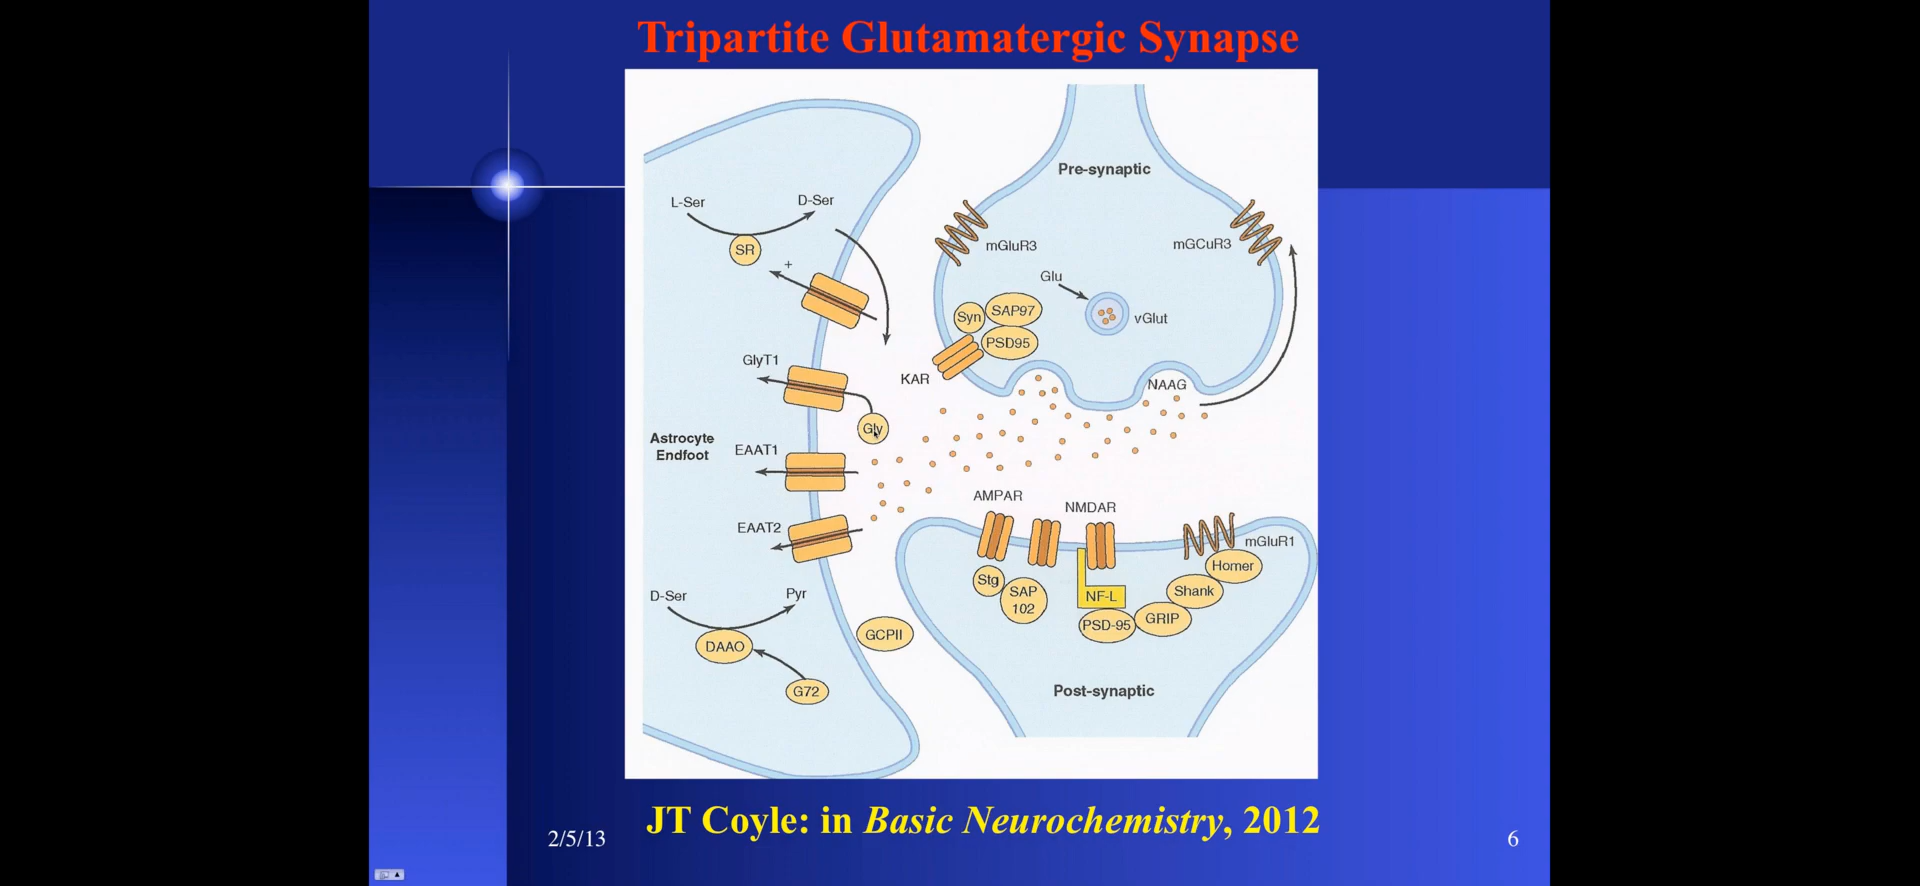 Tripartite Glutamatergic Synapse
Pre-synaptic
L-Ser
D-Ser
SR
+
mGluR3
mGCuR3
Glu
vGlut
Syn
SAP97
PSD95
KAR
NAAG
GlyT1
Gly
Astrocyte
Endfoot
EAAT1
EAAT2
AMPAR
NMDAR
mGluR1
Stg
SAP
102
NF-L
PSD-95
GRIP
Shank
Homer
D-Ser
Pyr
DAAO
G72
GCPII
Post-synaptic
JT Coyle: in Basic Neurochemistry, 2012
2/5/13
6